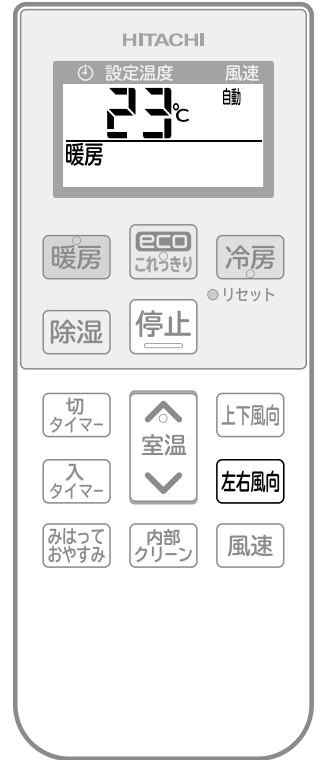 HITACHI
設定温度 風速
23℃ 自動
暖房
暖房
eco
これっきり
冷房
リセット
除湿
停止
切
タイマー
室温
上下風向
入
タイマー
左右風向
みはって
おやすみ
内部
クリーン
風速